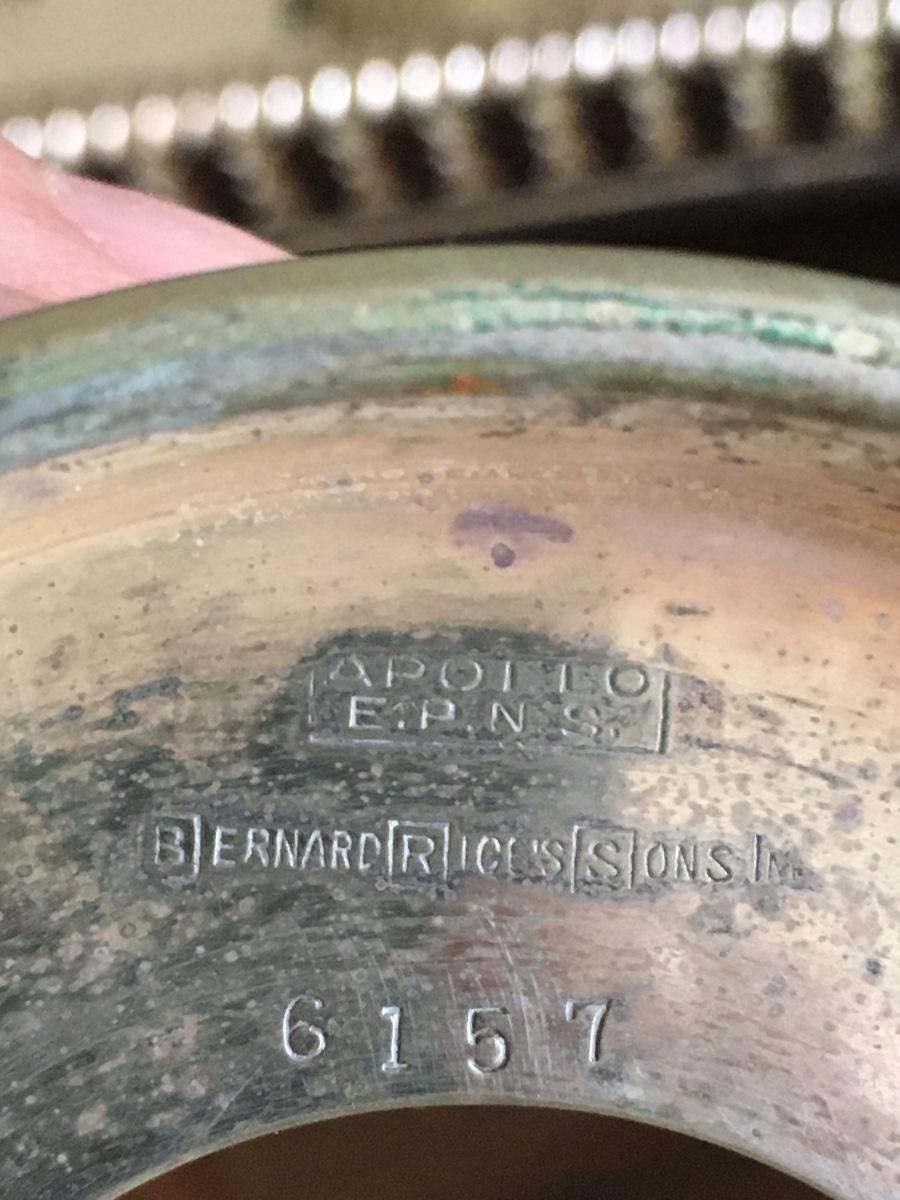 APOLLO
E.P.N.S.
BERNARD RICE'S SONS INC.
6157